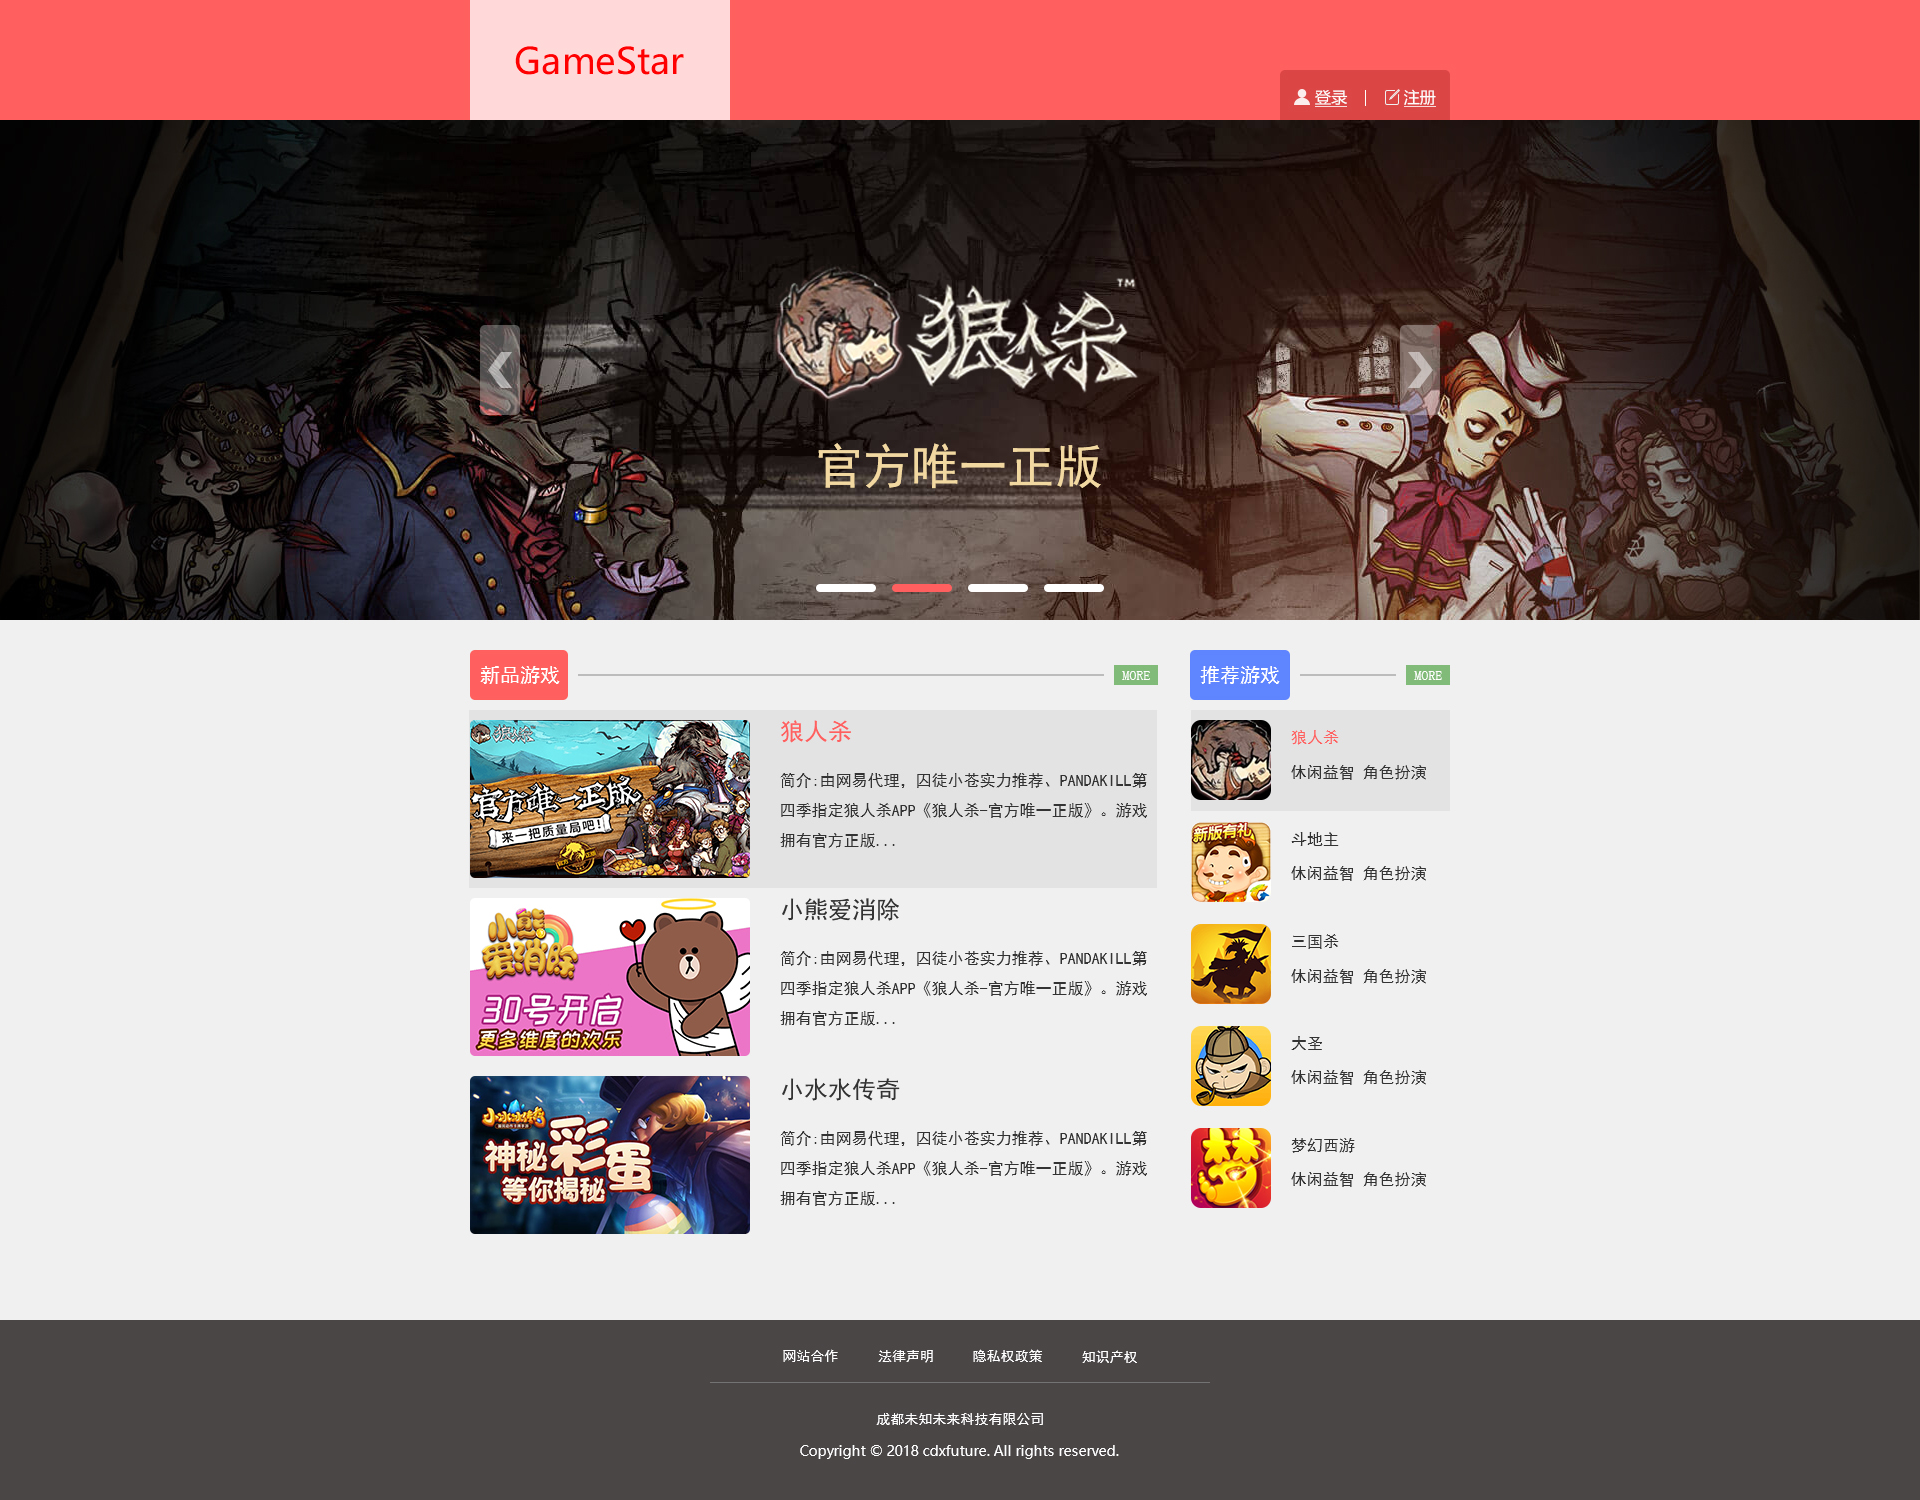 GameStar
登录
注册
狼人杀™
官方唯一正版
新品游戏
MORE
狼人杀
官方唯一正版
来一把质量局吧!
狼人杀
简介:由网易代理，囚徒小苍实力推荐、PANDAKILL第
四季指定狼人杀APP《狼人杀-官方唯一正版》。游戏
拥有官方正版...
小熊
爱消除
30号开启
更多维度的欢乐
小熊爱消除
简介:由网易代理，囚徒小苍实力推荐、PANDAKILL第
四季指定狼人杀APP《狼人杀-官方唯一正版》。游戏
拥有官方正版...
小冰冰传奇
神秘彩蛋
等你揭秘
小水水传奇
简介:由网易代理，囚徒小苍实力推荐、PANDAKILL第
四季指定狼人杀APP《狼人杀-官方唯一正版》。游戏
拥有官方正版...
推荐游戏
MORE
狼人杀
休闲益智 角色扮演
新版有礼
斗地主
休闲益智 角色扮演
三国杀
休闲益智 角色扮演
大圣
休闲益智 角色扮演
梦
梦幻西游
休闲益智 角色扮演
网站合作 法律声明 隐私权政策 知识产权
成都未知未来科技有限公司
Copyright © 2018 cdxfuture. All rights reserved.